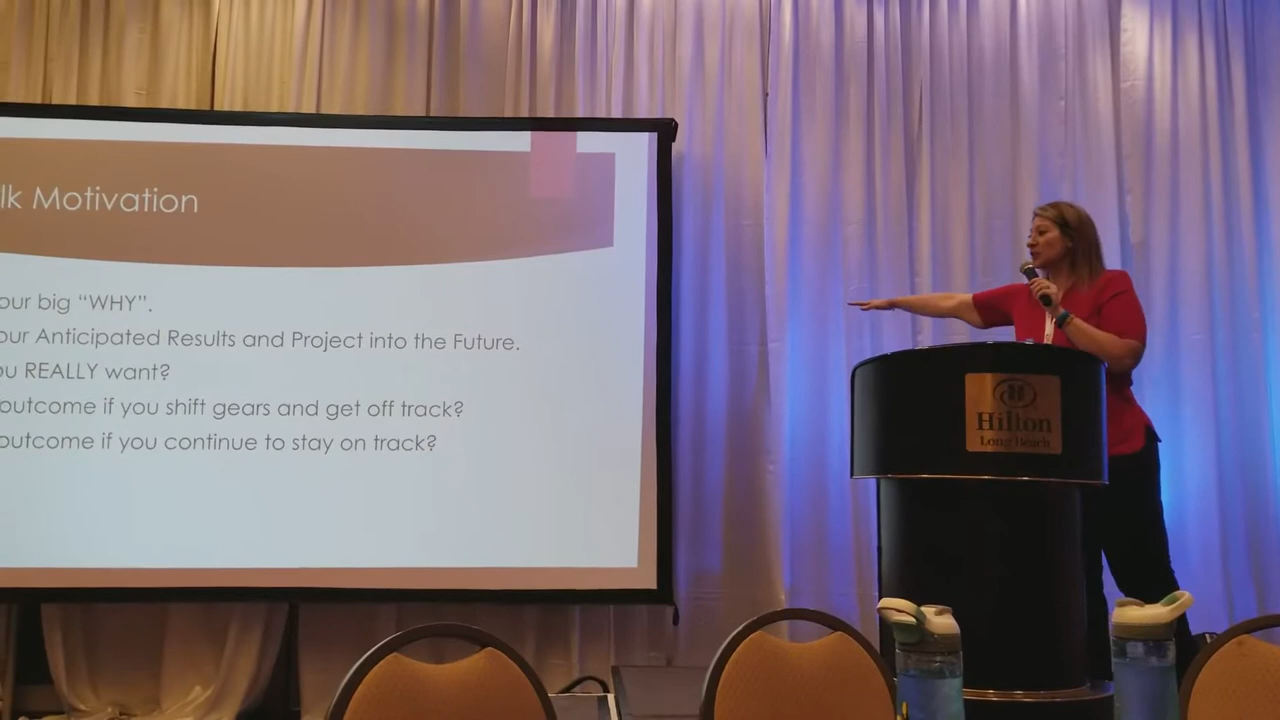 lk Motivation
our big “WHY”.
our Anticipated Results and Project into the Future.
ou REALLY want?
outcome if you shift gears and get off track?
outcome if you continue to stay on track?
H
Hilton
Long Beach